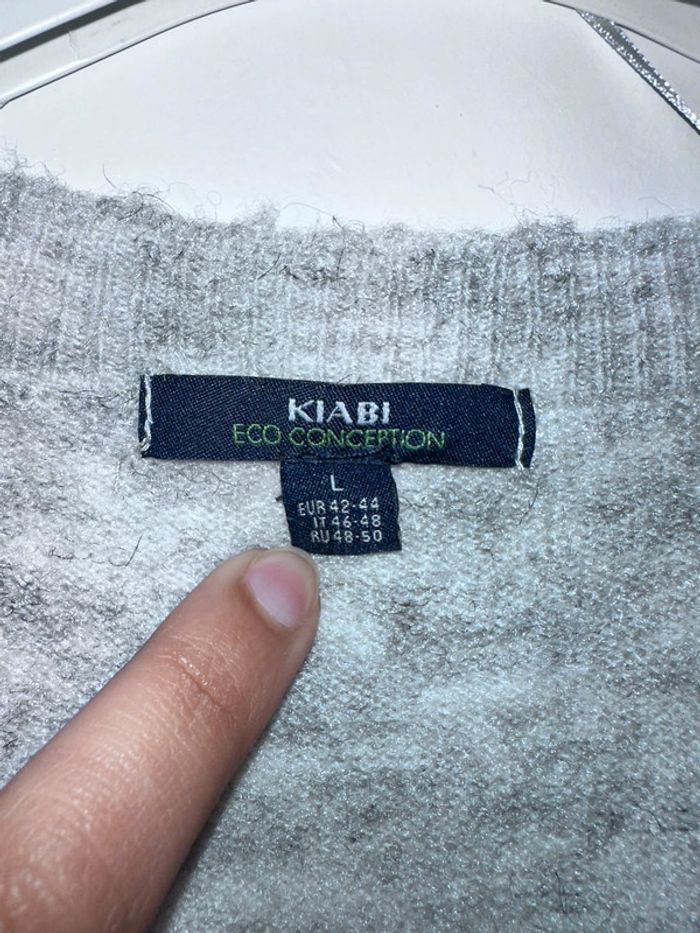 KIABI
ECO CONCEPTION
L
EUR 42-44
IT 46-48
RU 48-50